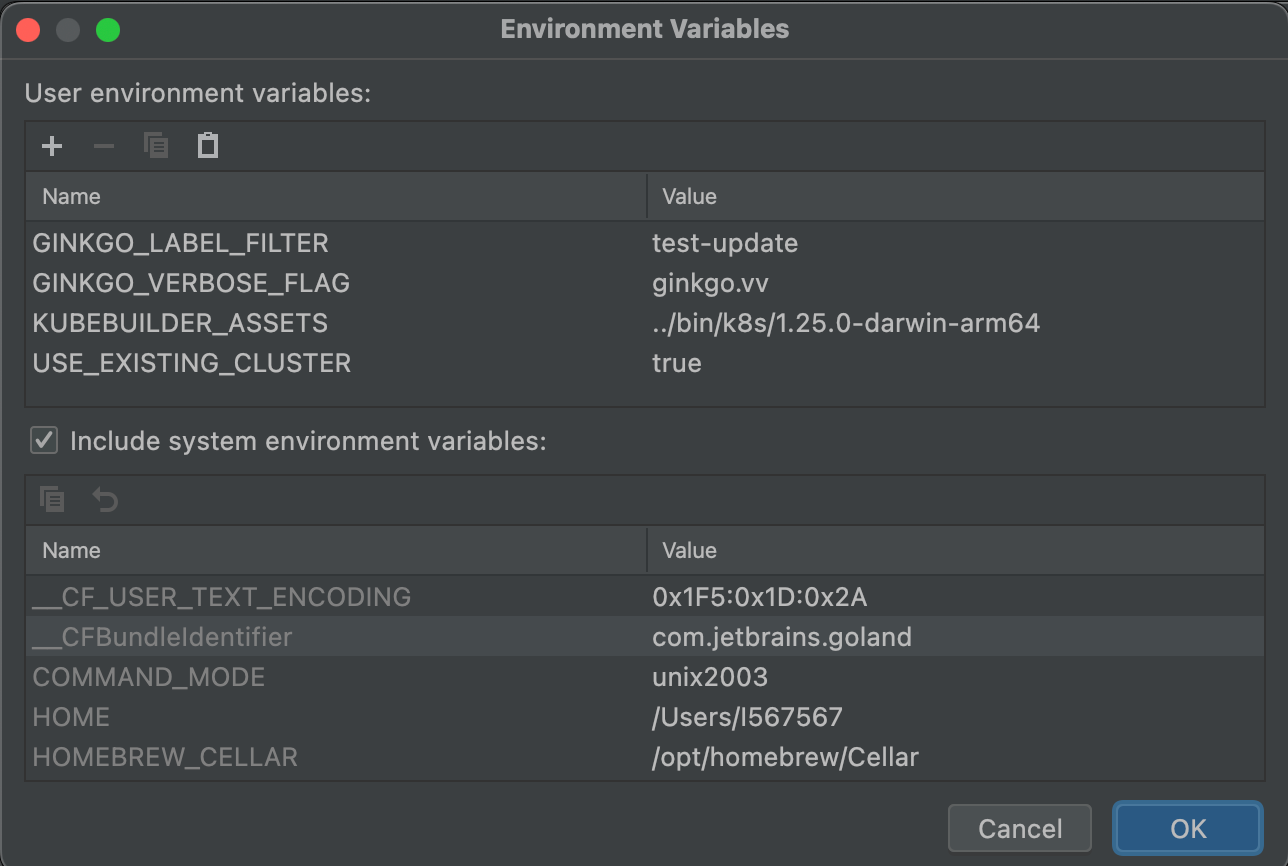 Environment Variables
User environment variables:
Name Value
GINKGO_LABEL_FILTER test-update
GINKGO_VERBOSE_FLAG ginkgo.vv
KUBEBUILDER_ASSETS ../bin/k8s/1.25.0-darwin-arm64
USE_EXISTING_CLUSTER true
Include system environment variables:
Name Value
__CF_USER_TEXT_ENCODING 0x1F5:0x1D:0x2A
__CFBundleIdentifier com.jetbrains.goland
COMMAND_MODE unix2003
HOME /Users/I567567
HOMEBREW_CELLAR /opt/homebrew/Cellar
Cancel OK